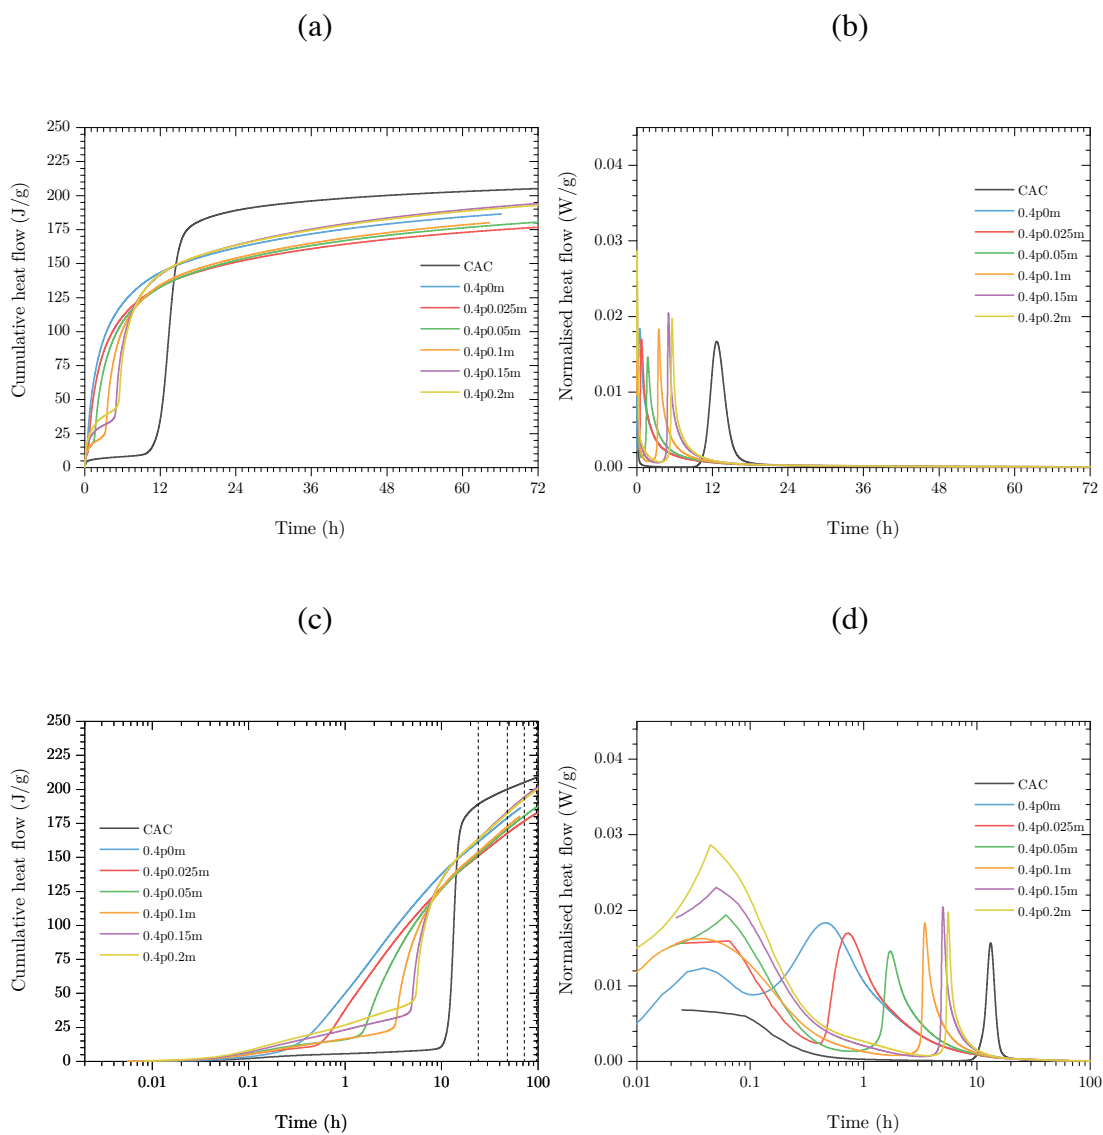 (a)
(b)
250
225
200
175
150
125
100
75
50
25
0
Cumulative heat flow (J/g)
CAC
0.4p0m
0.4p0.025m
0.4p0.05m
0.4p0.1m
0.4p0.15m
0.4p0.2m
0 12 24 36 48 60 72
Time (h)
0.04
0.03
0.02
0.01
0.00
Normalised heat flow (W/g)
CAC
0.4p0m
0.4p0.025m
0.4p0.05m
0.4p0.1m
0.4p0.15m
0.4p0.2m
0 12 24 36 48 60 72
Time (h)
(c)
(d)
250
225
200
175
150
125
100
75
50
25
0
Cumulative heat flow (J/g)
CAC
0.4p0m
0.4p0.025m
0.4p0.05m
0.4p0.1m
0.4p0.15m
0.4p0.2m
0.01 0.1 1 10 100
Time (h)
0.04
0.03
0.02
0.01
0.00
Normalised heat flow (W/g)
CAC
0.4p0m
0.4p0.025m
0.4p0.05m
0.4p0.1m
0.4p0.15m
0.4p0.2m
0.01 0.1 1 10 100
Time (h)